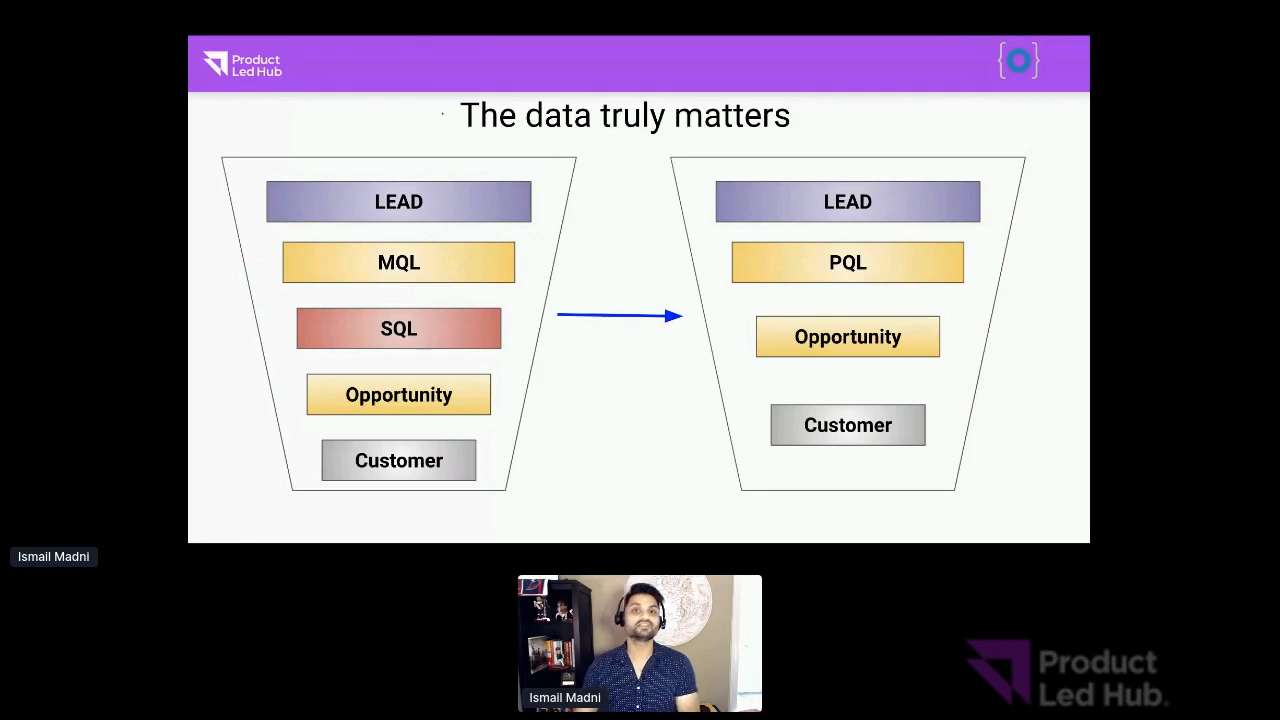 Product
Led Hub
The data truly matters
LEAD
MQL
SQL
Opportunity
Customer
LEAD
PQL
Opportunity
Customer
Ismail Madni
Ismail Madni
Product
Led Hub.